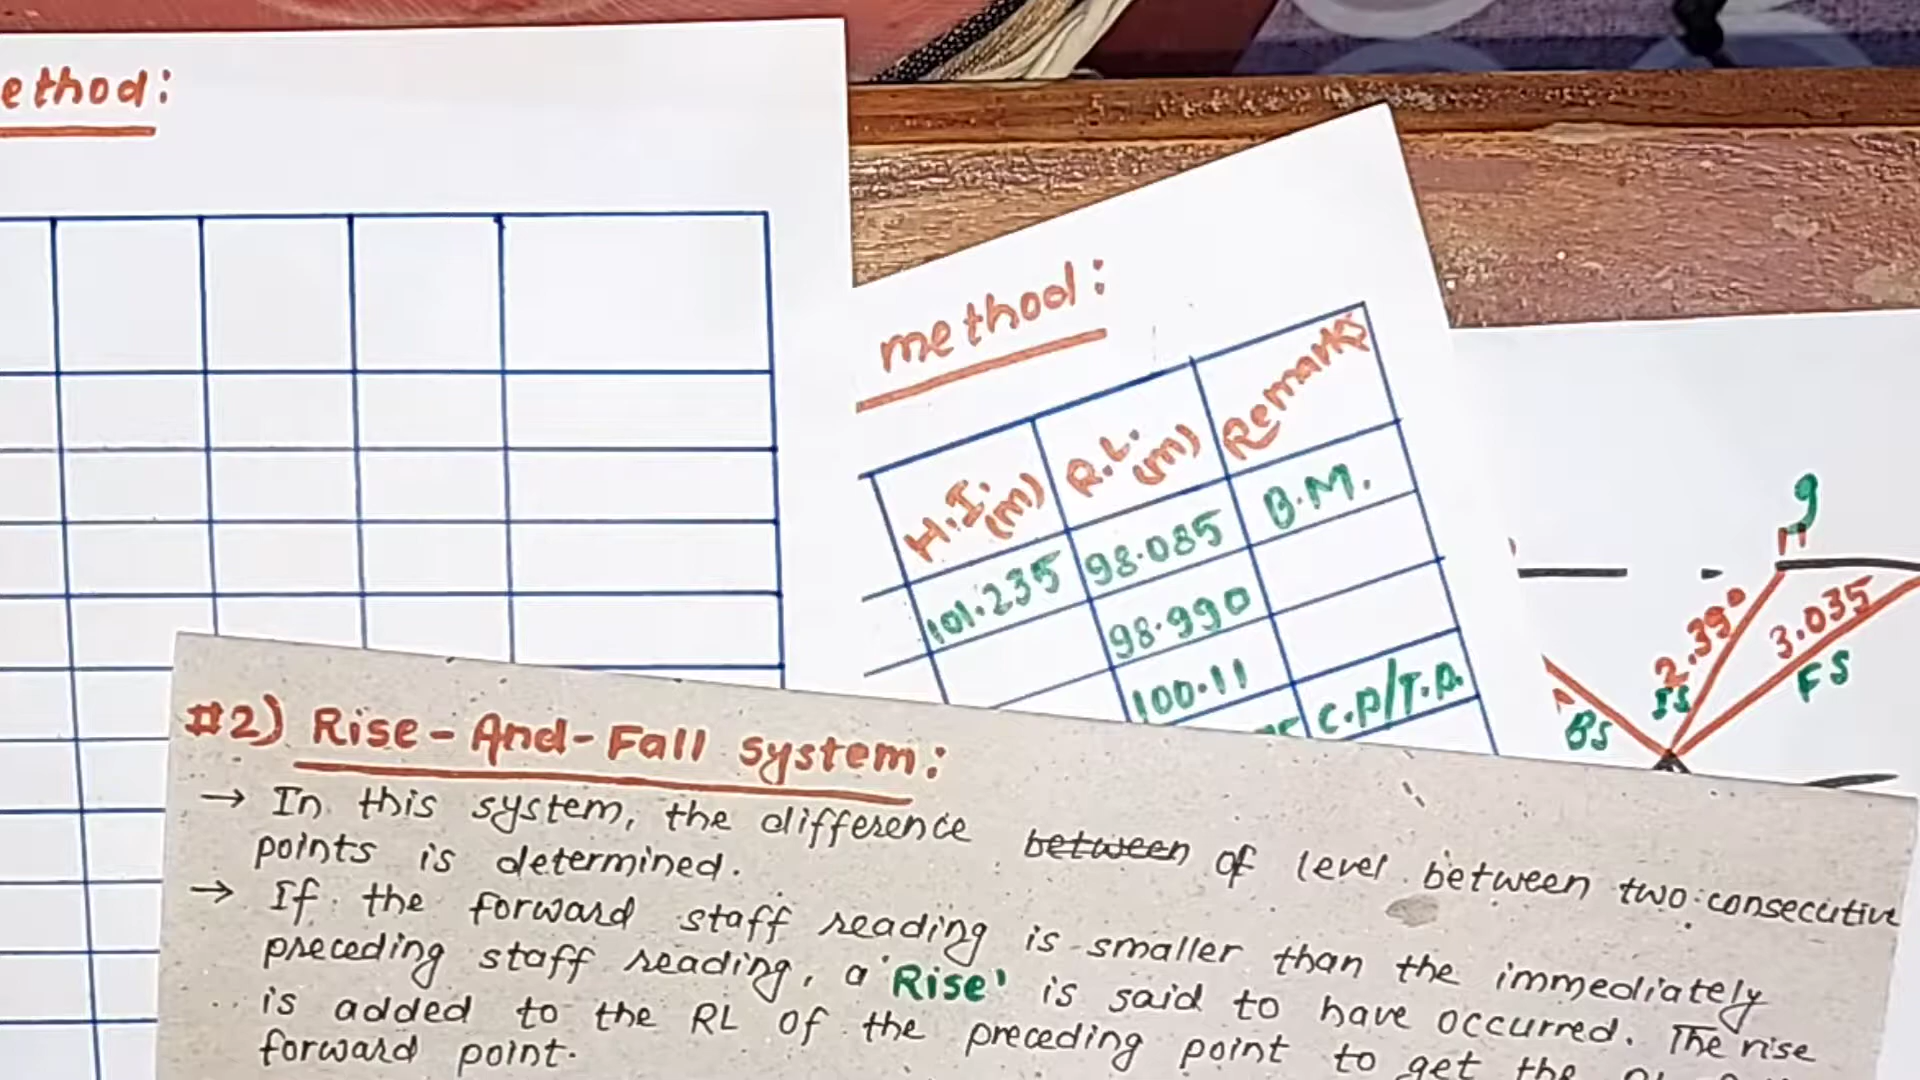 ethod:
method:
H.I. (m) R.L. (m) Remarks
101.235 98.085 B.M.
98.990
100.11
C.P/T.P.
g
2.390 3.035
BS IS FS
#2) Rise-And-Fall system:
→ In this system, the difference between of level between two consecutive
points is determined.
→ If the forward staff reading is smaller than the immediately
preceding staff reading, a 'Rise' is said to have occurred. The rise
is added to the RL of the preceding point to get the
forward point.